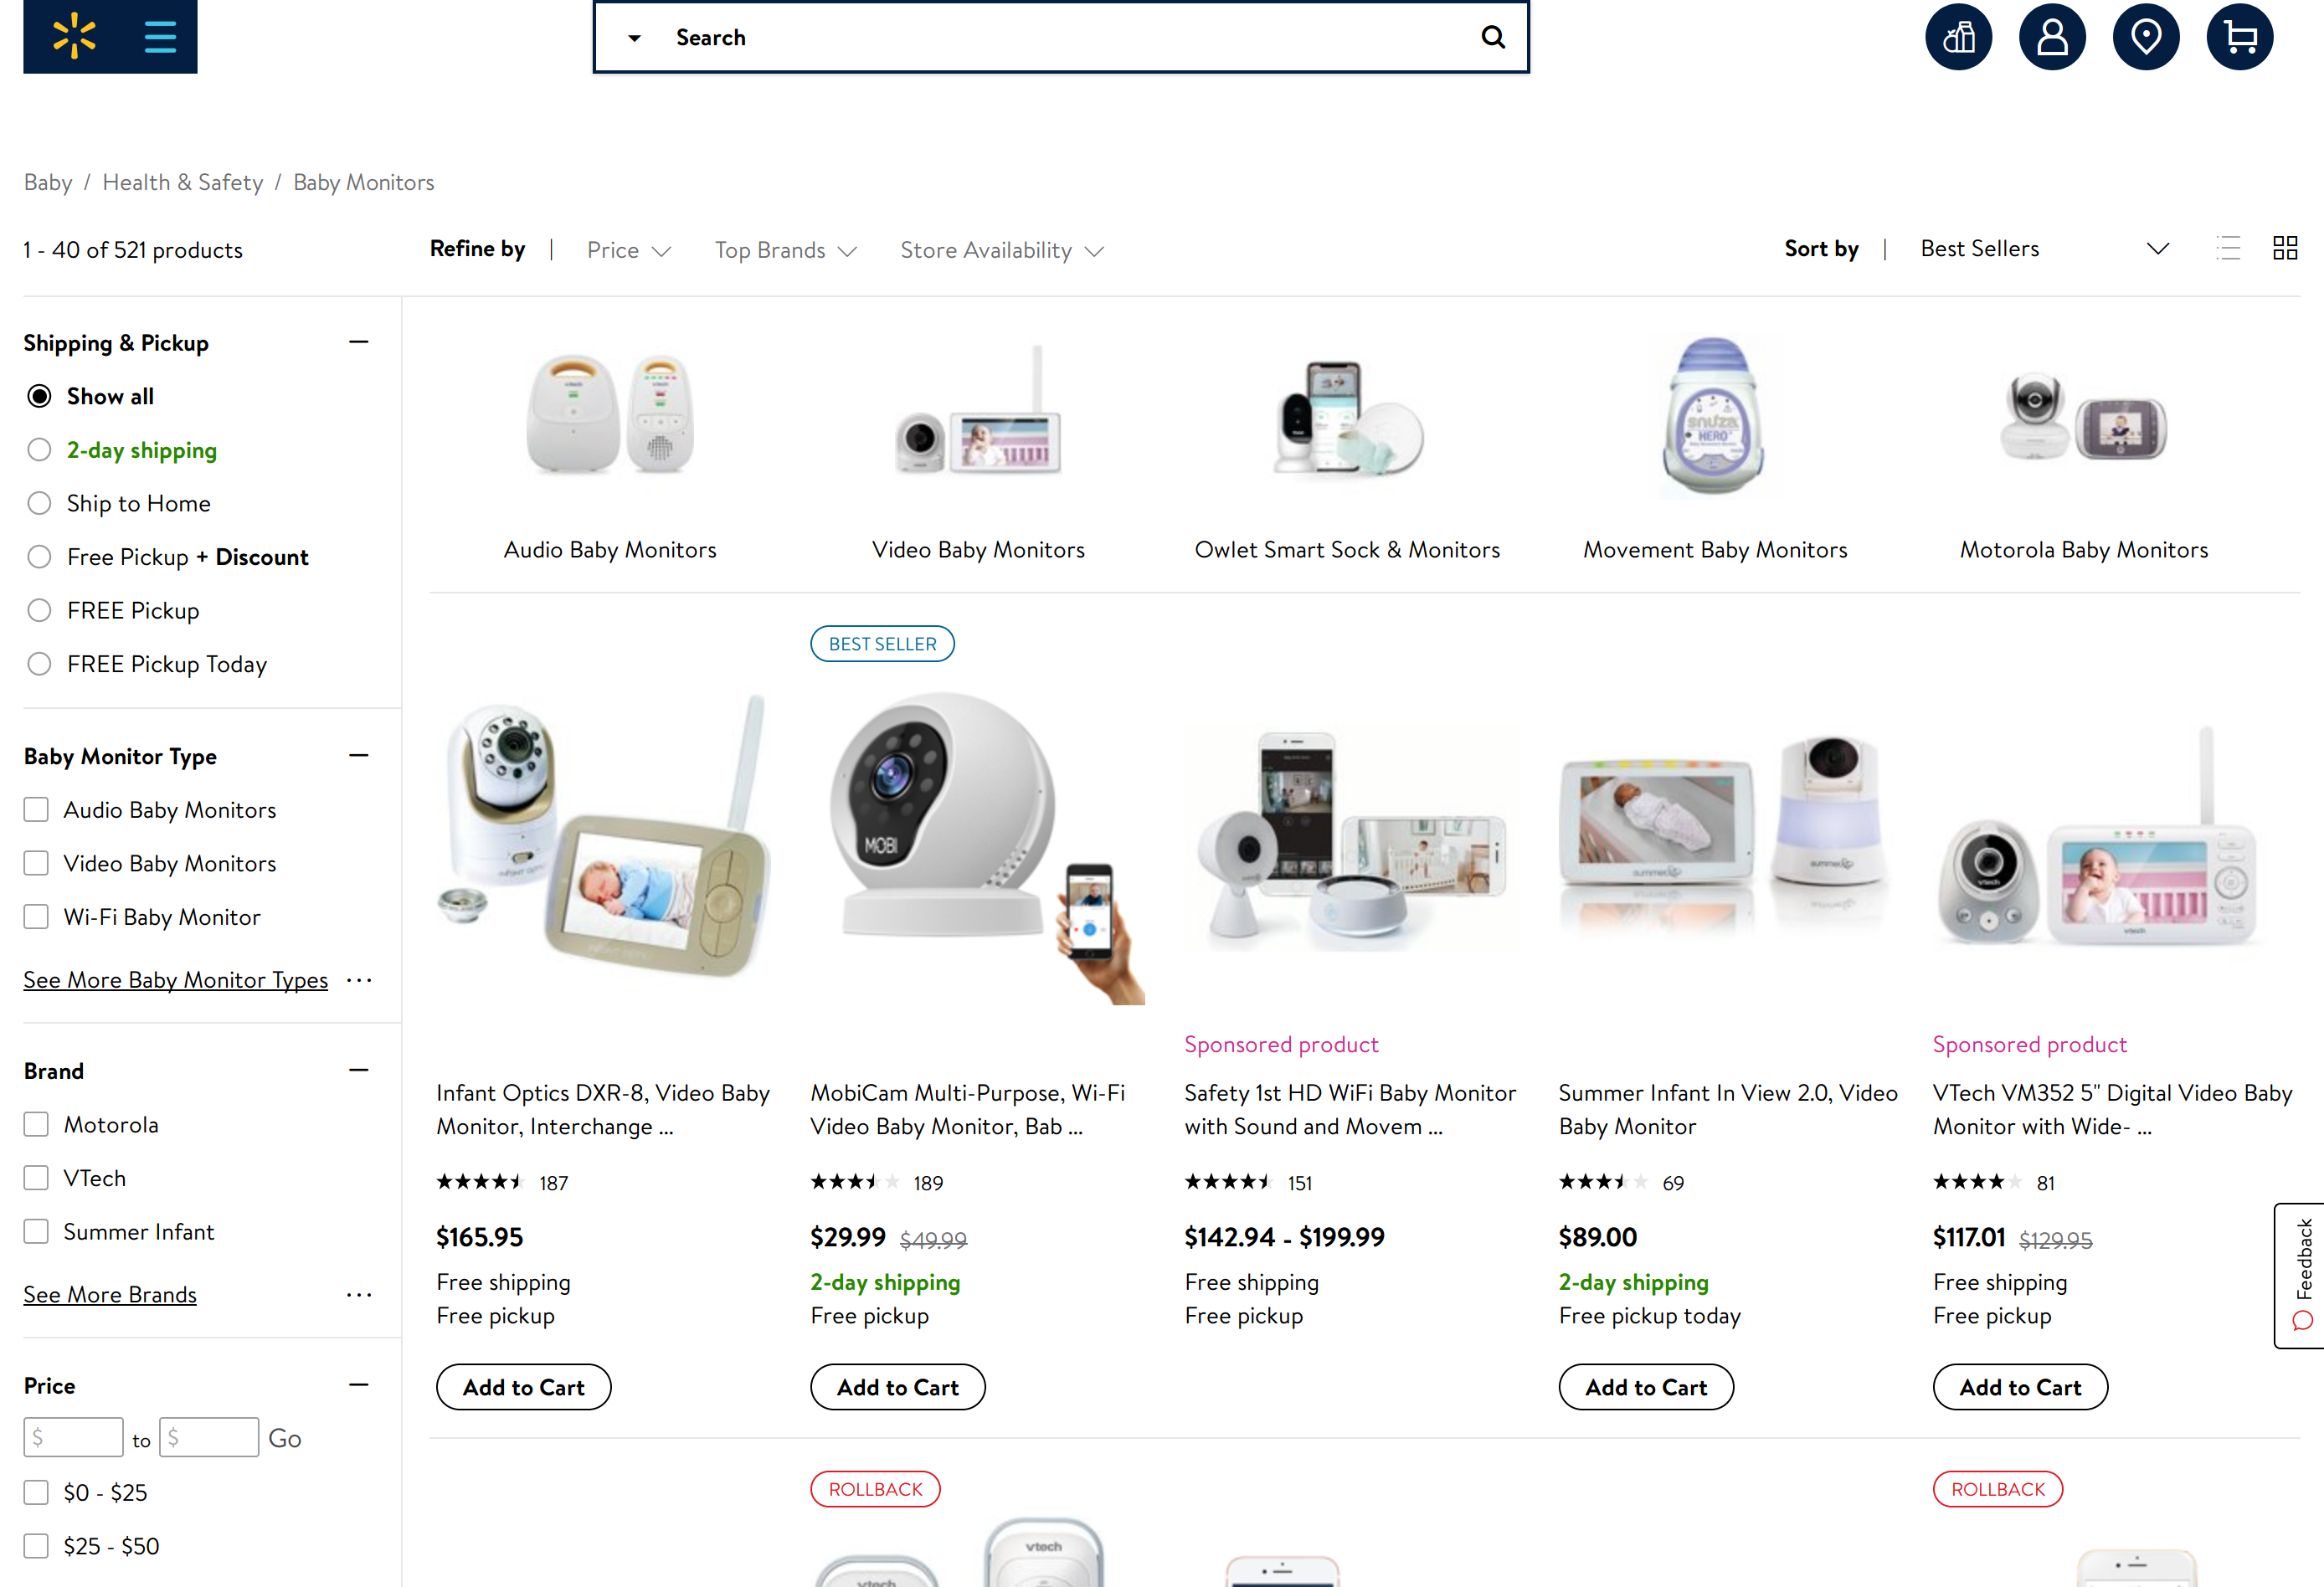 Search
Baby / Health & Safety / Baby Monitors
1 - 40 of 521 products
Refine by | Price Top Brands Store Availability
Sort by | Best Sellers
Shipping & Pickup
Show all
2-day shipping
Ship to Home
Free Pickup + Discount
FREE Pickup
FREE Pickup Today
Baby Monitor Type
Audio Baby Monitors
Video Baby Monitors
Wi-Fi Baby Monitor
See More Baby Monitor Types ...
Brand
Motorola
VTech
Summer Infant
See More Brands ...
Price
$ to $ Go
$0 - $25
$25 - $50
snuza
HERO
Audio Baby Monitors
Video Baby Monitors
Owlet Smart Sock & Monitors
Movement Baby Monitors
Motorola Baby Monitors
BEST SELLER
MOBI
summer
summer
vtech
vtech
Infant Optics DXR-8, Video Baby
Monitor, Interchange ...
187
$165.95
Free shipping
Free pickup
Add to Cart
MobiCam Multi-Purpose, Wi-Fi
Video Baby Monitor, Bab ...
189
$29.99 $49.99
2-day shipping
Free pickup
Add to Cart
Sponsored product
Safety 1st HD WiFi Baby Monitor
with Sound and Movem ...
151
$142.94 - $199.99
Free shipping
Free pickup
Summer Infant In View 2.0, Video
Baby Monitor
69
$89.00
2-day shipping
Free pickup today
Add to Cart
Sponsored product
VTech VM352 5" Digital Video Baby
Monitor with Wide- ...
81
$117.01 $129.95
Free shipping
Free pickup
Add to Cart
Feedback
ROLLBACK
vtech
vtech
ROLLBACK